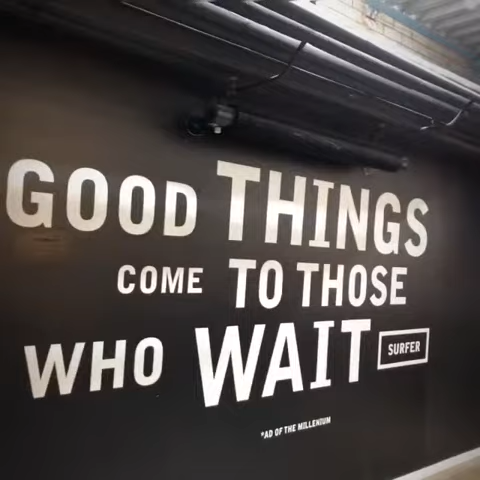 GOOD THINGS
COME TO THOSE
WHO WAIT SURFER
*AD OF THE MILLENIUM